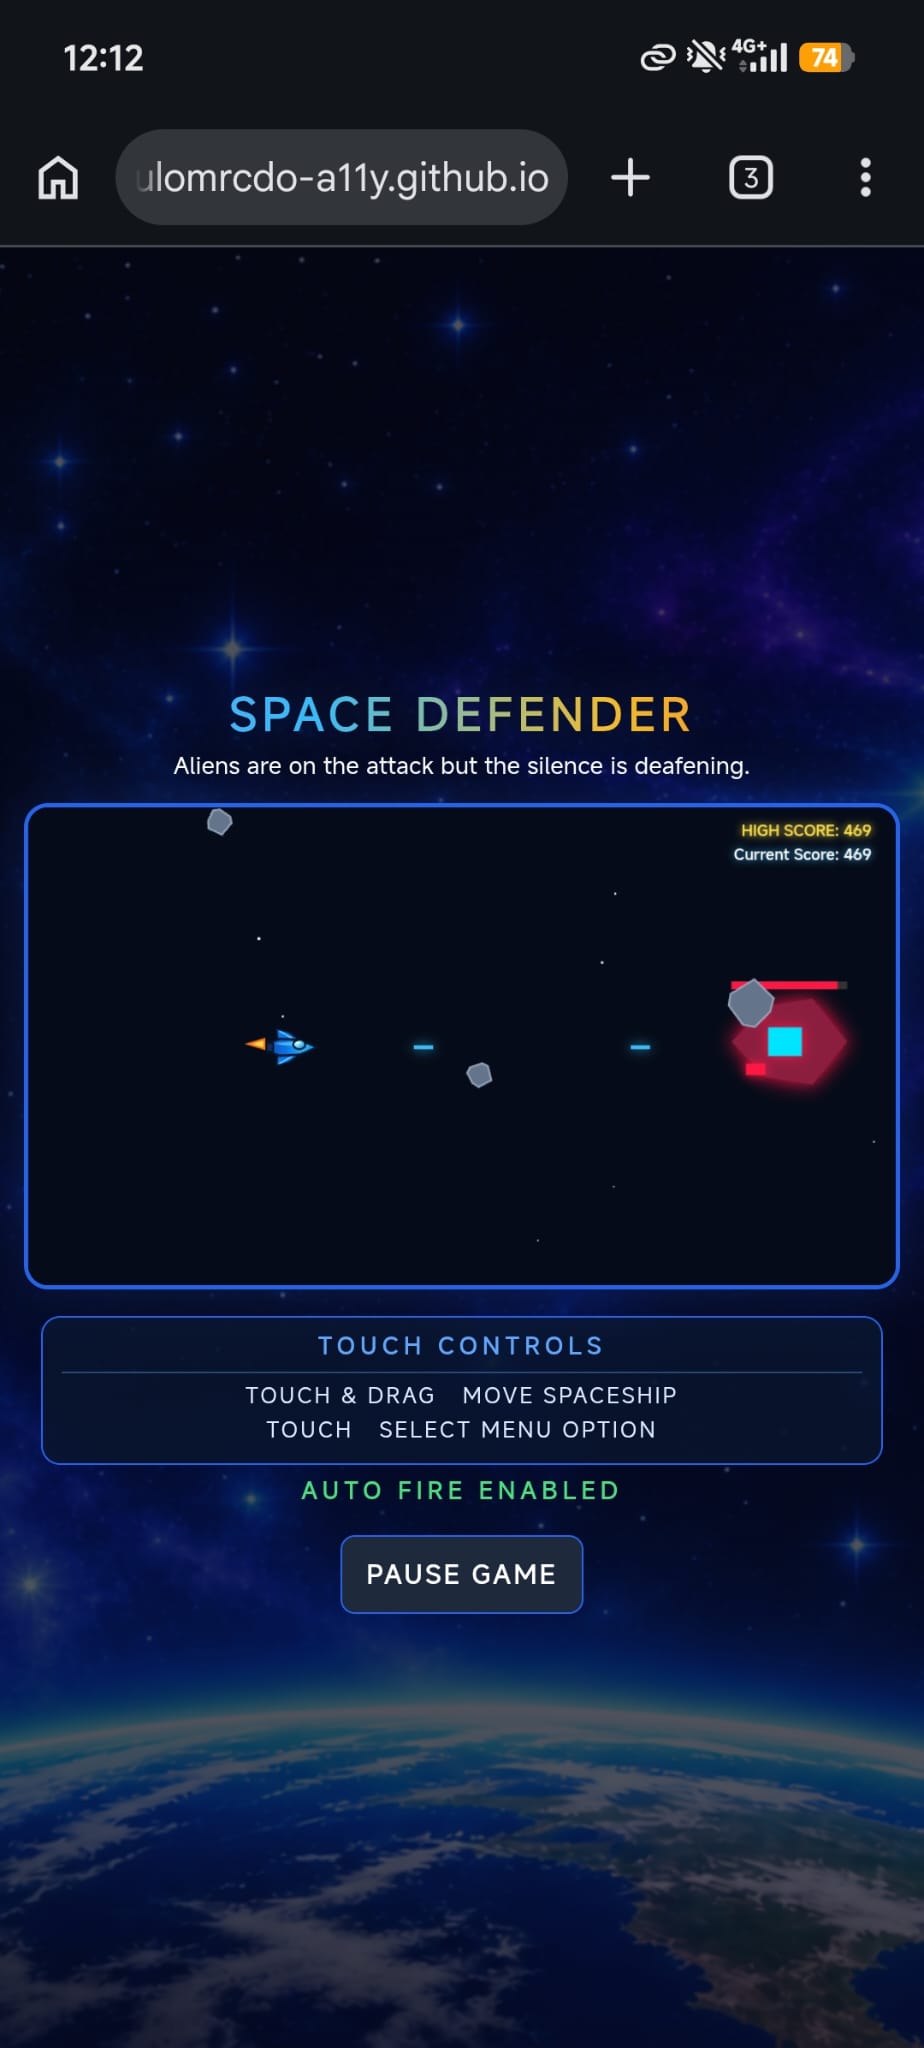 12:12
4G+
74
ulomrcdo-a11y.github.io
3
SPACE DEFENDER
Aliens are on the attack but the silence is deafening.
HIGH SCORE: 469
Current Score: 469
TOUCH CONTROLS
TOUCH & DRAG MOVE SPACESHIP
TOUCH SELECT MENU OPTION
AUTO FIRE ENABLED
PAUSE GAME